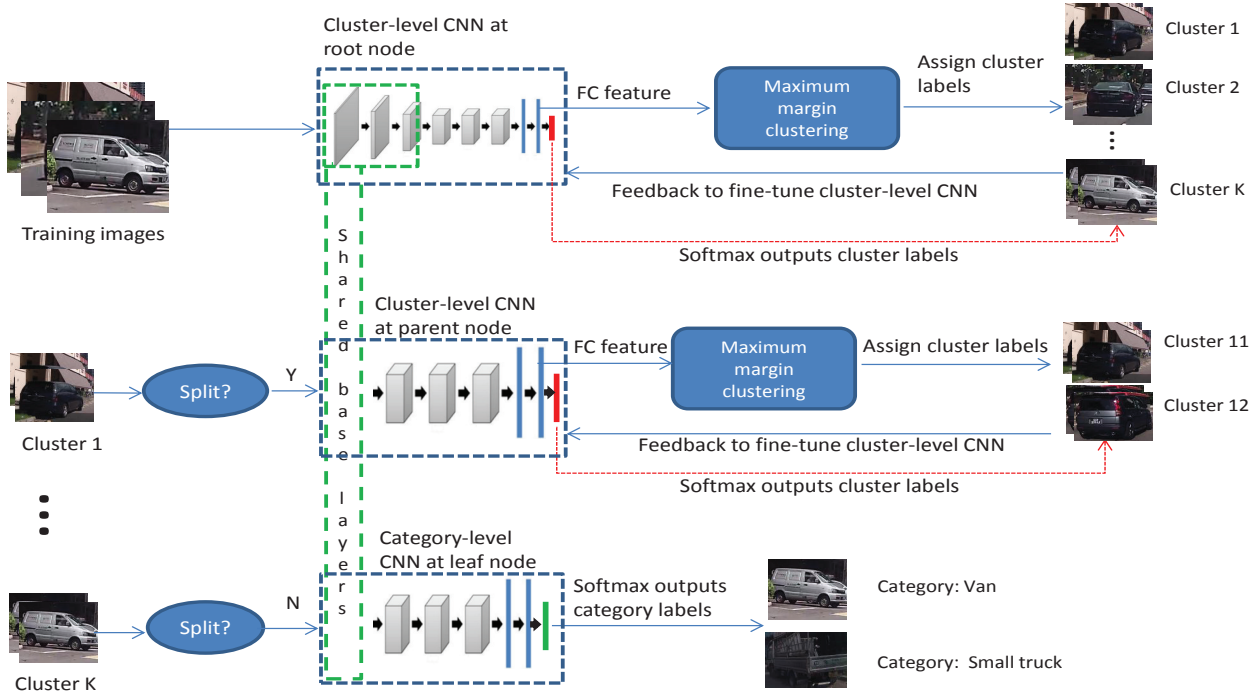 Cluster-level CNN at
root node
Training images
FC feature
Maximum
margin
clustering
Assign cluster
labels
Cluster 1
Cluster 2
Cluster K
Feedback to fine-tune cluster-level CNN
Softmax outputs cluster labels
Shared base layers
Cluster-level CNN
at parent node
Cluster 1
Split?
Y
FC feature
Maximum
margin
clustering
Assign cluster labels
Cluster 11
Cluster 12
Feedback to fine-tune cluster-level CNN
Softmax outputs cluster labels
Category-level
CNN at leaf node
Cluster K
Split?
N
Softmax outputs
category labels
Category: Van
Category: Small truck